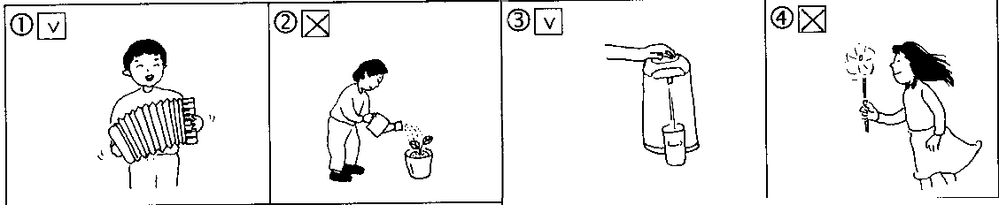 ① v
② X
③ v
④ X